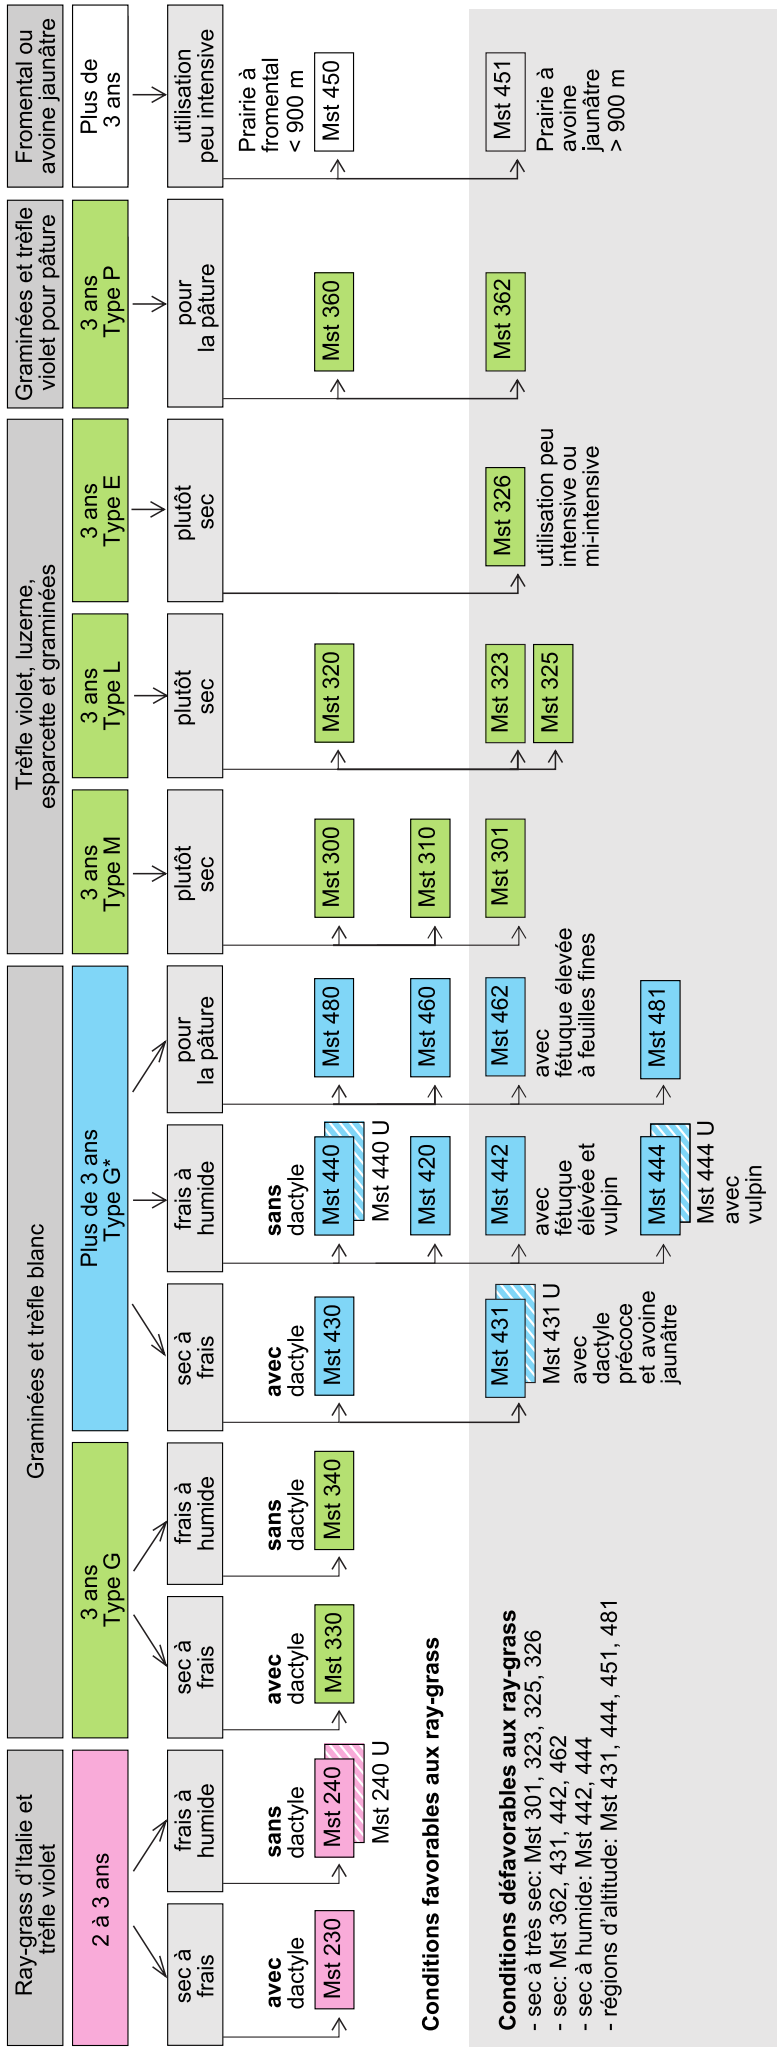 Ray-grass d'Italie et
trèfle violet
Graminées et trèfle blanc
Trèfle violet, luzerne,
esparcette et graminées
Graminées et trèfle
violet pour pâture
Fromental ou
avoine jaunâtre
2 à 3 ans
3 ans
Type G
Plus de 3 ans
Type G*
3 ans
Type M
3 ans
Type L
3 ans
Type E
3 ans
Type P
Plus de
3 ans
sec à
frais
frais à
humide
sec à
frais
frais à
humide
sec à
frais
frais à
humide
pour
la pâture
plutôt
sec
plutôt
sec
plutôt
sec
pour
la pâture
utilisation
peu intensive
avec
dactyle
Mst 230
sans
dactyle
Mst 240
Mst 240 U
avec
dactyle
Mst 330
sans
dactyle
Mst 340
avec
dactyle
Mst 430
sans
dactyle
Mst 440
Mst 440 U
Mst 420
Mst 480
Mst 460
Mst 300
Mst 310
Mst 320
Mst 360
Prairie à
fromental
< 900 m
Mst 450
Conditions favorables aux ray-grass
Conditions défavorables aux ray-grass
- sec à très sec: Mst 301, 323, 325, 326
- sec: Mst 362, 431, 442, 462
- sec à humide: Mst 442, 444
- régions d'altitude: Mst 431, 444, 451, 481
Mst 431
Mst 431 U
avec
dactyle
précoce
et avoine
jaunâtre
Mst 442
avec
fétuque
élévée et
vulpin
Mst 444
Mst 444 U
avec
vulpin
Mst 462
avec
fétuque élevée
à feuilles fines
Mst 481
Mst 301
Mst 323
Mst 325
Mst 326
utilisation peu
intensive ou
mi-intensive
Mst 362
Mst 451
Prairie à
avoine
jaunâtre
> 900 m